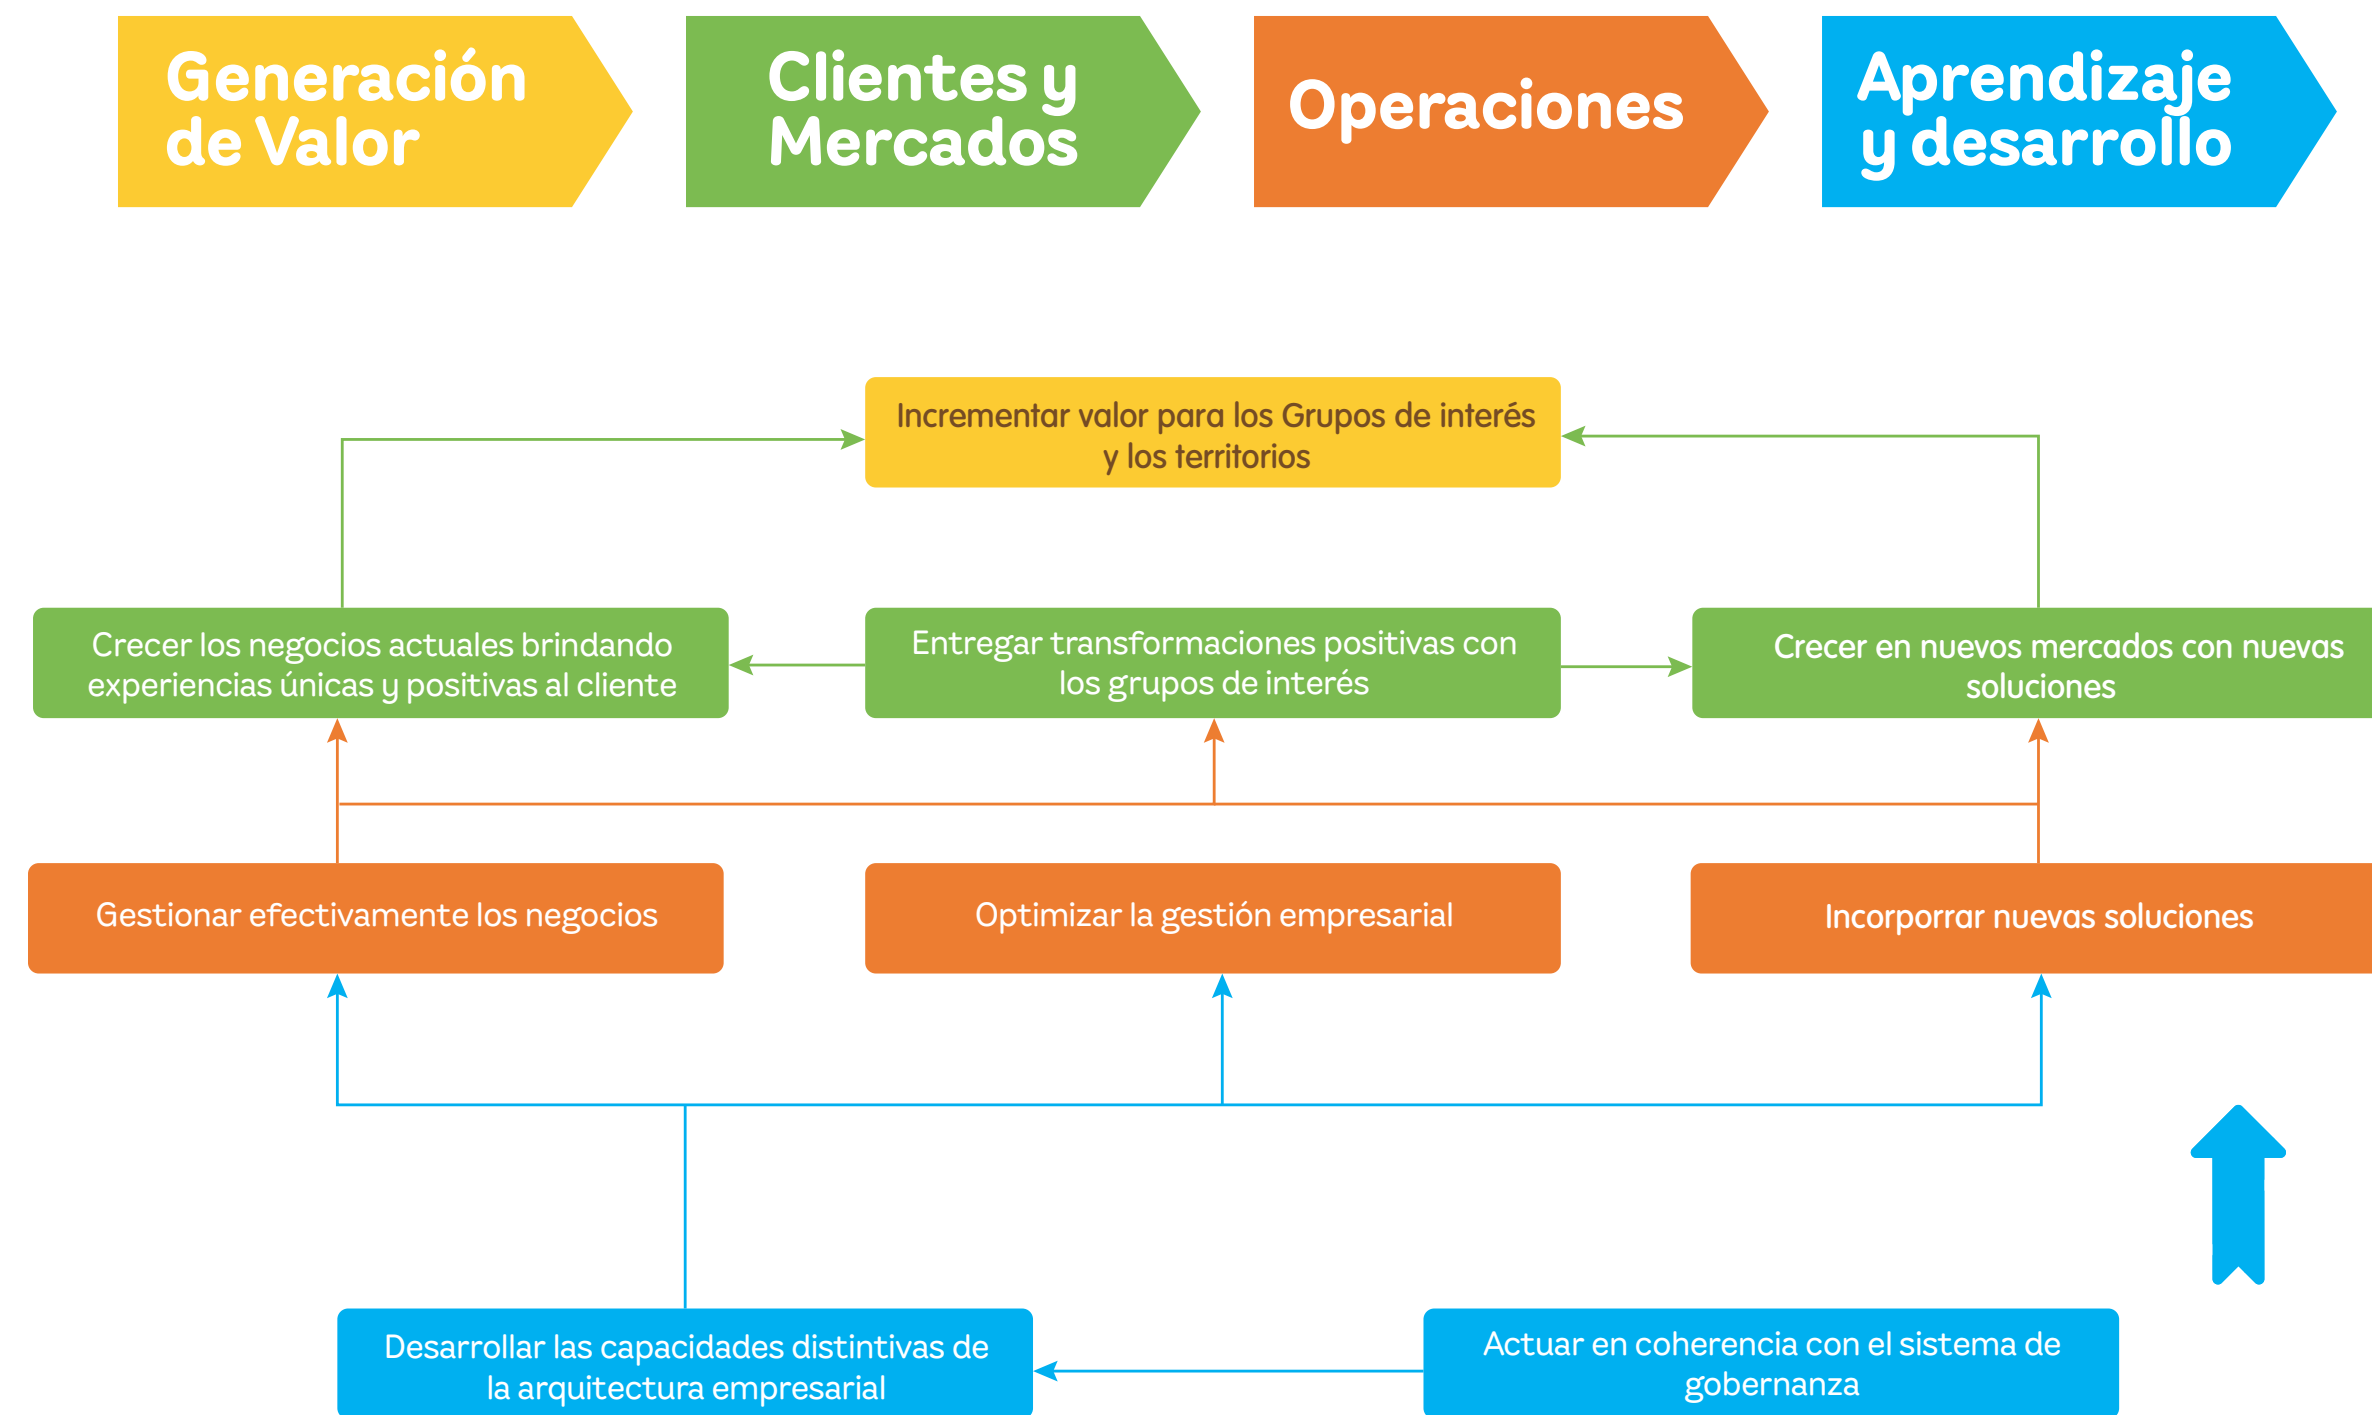 Generación
de Valor
Clientes y
Mercados
Operaciones
Aprendizaje
y desarrollo
Incrementar valor para los Grupos de interés
y los territorios
Crecer los negocios actuales brindando
experiencias únicas y positivas al cliente
Entregar transformaciones positivas con
los grupos de interés
Crecer en nuevos mercados con nuevas
soluciones
Gestionar efectivamente los negocios
Optimizar la gestión empresarial
Incorporrar nuevas soluciones
Desarrollar las capacidades distintivas de
la arquitectura empresarial
Actuar en coherencia con el sistema de
gobernanza